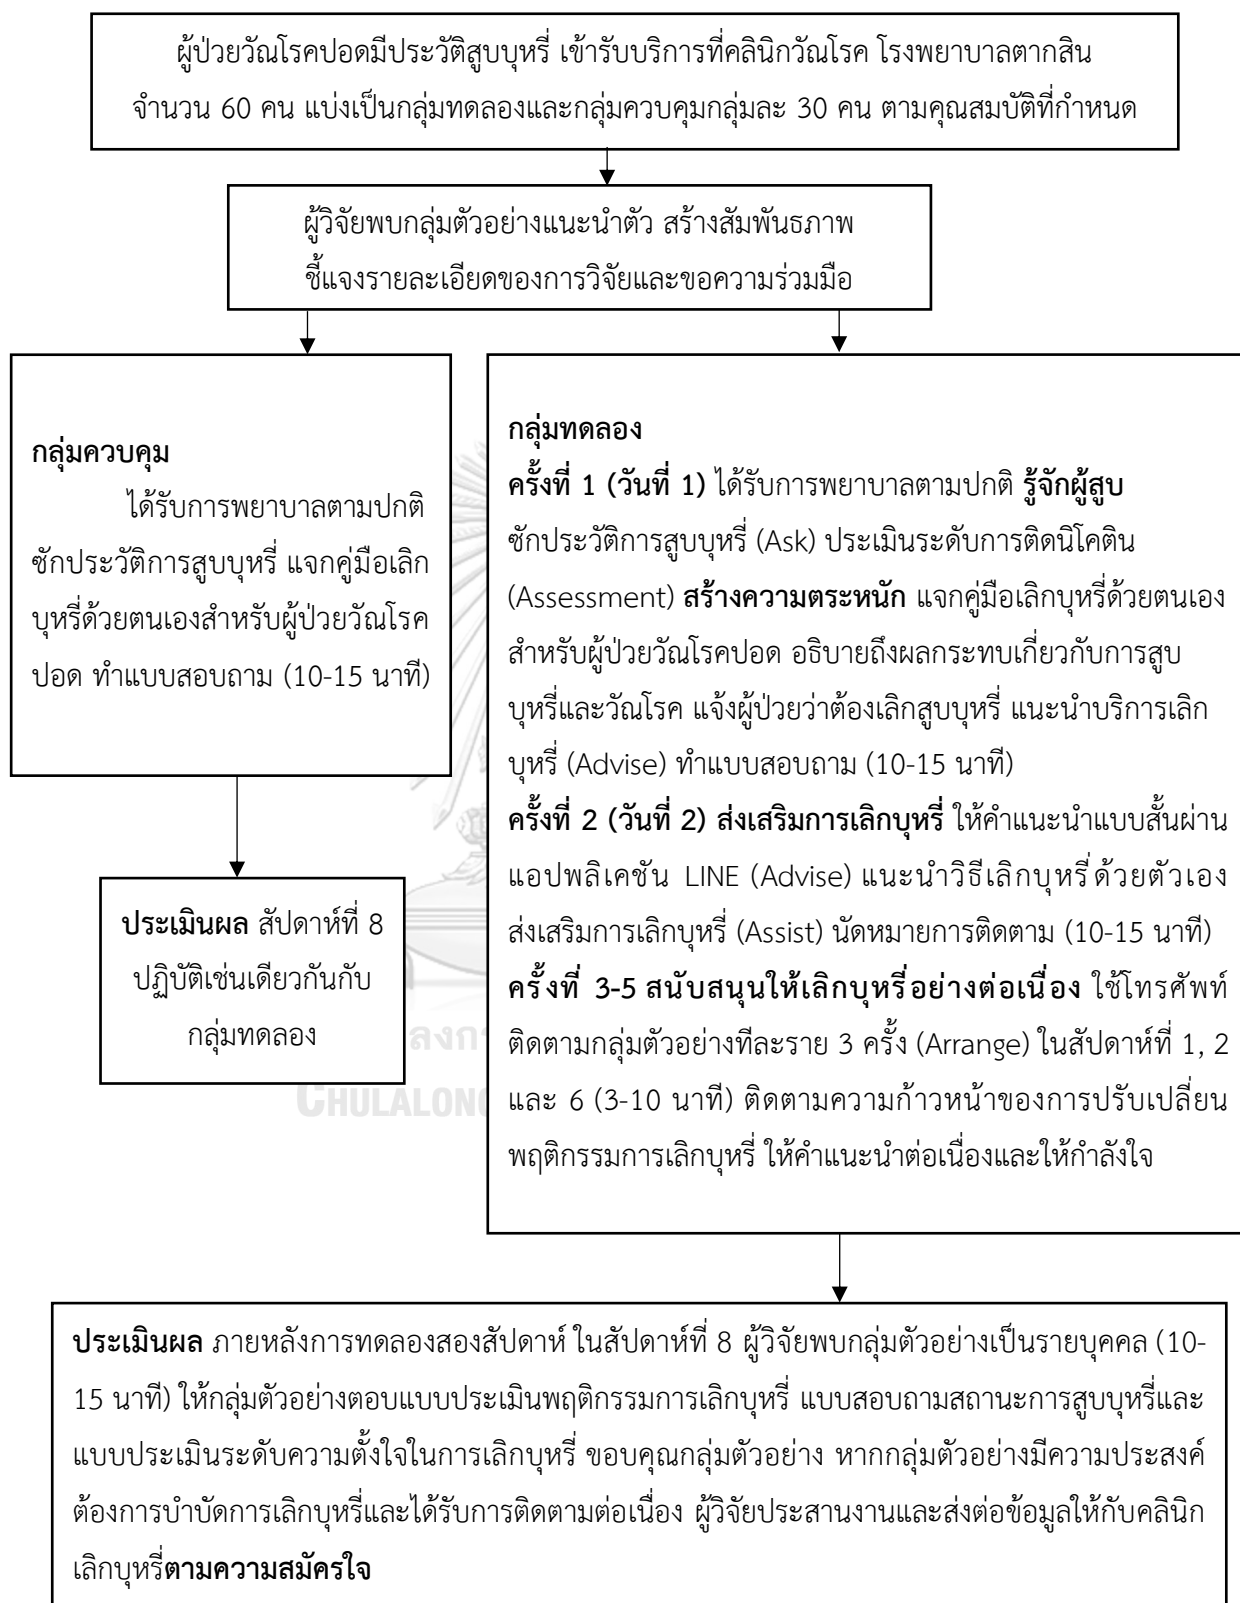 ผู้ป่วยวัณโรคปอดมีประวัติสูบบุหรี่ เข้ารับบริการที่คลินิกวัณโรค โรงพยาบาลตากสิน
จำนวน 60 คน แบ่งเป็นกลุ่มทดลองและกลุ่มควบคุมกลุ่มละ 30 คน ตามคุณสมบัติที่กำหนด
ผู้วิจัยพบกลุ่มตัวอย่างแนะนำตัว สร้างสัมพันธภาพ
ชี้แจงรายละเอียดของการวิจัยและขอความร่วมมือ
กลุ่มควบคุม
ได้รับการพยาบาลตามปกติ
ซักประวัติการสูบบุหรี่ แจกคู่มือเลิก
บุหรี่ด้วยตนเองสำหรับผู้ป่วยวัณโรค
ปอด ทำแบบสอบถาม (10-15 นาที)
ประเมินผล สัปดาห์ที่ 8
ปฏิบัติเช่นเดียวกันกับ
กลุ่มทดลอง
กลุ่มทดลอง
ครั้งที่ 1 (วันที่ 1) ได้รับการพยาบาลตามปกติ รู้จักผู้สูบ
ซักประวัติการสูบบุหรี่ (Ask) ประเมินระดับการติดนิโคติน
(Assessment) สร้างความตระหนัก แจกคู่มือเลิกบุหรี่ด้วยตนเอง
สำหรับผู้ป่วยวัณโรคปอด อธิบายถึงผลกระทบเกี่ยวกับการสูบ
บุหรี่และวัณโรค แจ้งผู้ป่วยว่าต้องเลิกสูบบุหรี่ แนะนำบริการเลิก
บุหรี่ (Advise) ทำแบบสอบถาม (10-15 นาที)
ครั้งที่ 2 (วันที่ 2) ส่งเสริมการเลิกบุหรี่ ให้คำแนะนำแบบสั้นผ่าน
แอปพลิเคชัน LINE (Advise) แนะนำวิธีเลิกบุหรี่ด้วยตัวเอง
ส่งเสริมการเลิกบุหรี่ (Assist) นัดหมายการติดตาม (10-15 นาที)
ครั้งที่ 3-5 สนับสนุนให้เลิกบุหรี่อย่างต่อเนื่อง ใช้โทรศัพท์
ติดตามกลุ่มตัวอย่างทีละราย 3 ครั้ง (Arrange) ในสัปดาห์ที่ 1, 2
และ 6 (3-10 นาที) ติดตามความก้าวหน้าของการปรับเปลี่ยน
พฤติกรรมการเลิกบุหรี่ ให้คำแนะนำต่อเนื่องและให้กำลังใจ
ลงก
CHULALON
ประเมินผล ภายหลังการทดลองสองสัปดาห์ ในสัปดาห์ที่ 8 ผู้วิจัยพบกลุ่มตัวอย่างเป็นรายบุคคล (10-
15 นาที) ให้กลุ่มตัวอย่างตอบแบบประเมินพฤติกรรมการเลิกบุหรี่ แบบสอบถามสถานะการสูบบุหรี่และ
แบบประเมินระดับความตั้งใจในการเลิกบุหรี่ ขอบคุณกลุ่มตัวอย่าง หากกลุ่มตัวอย่างมีความประสงค์
ต้องการบำบัดการเลิกบุหรี่และได้รับการติดตามต่อเนื่อง ผู้วิจัยประสานงานและส่งต่อข้อมูลให้กับคลินิก
เลิกบุหรี่ตามความสมัครใจ